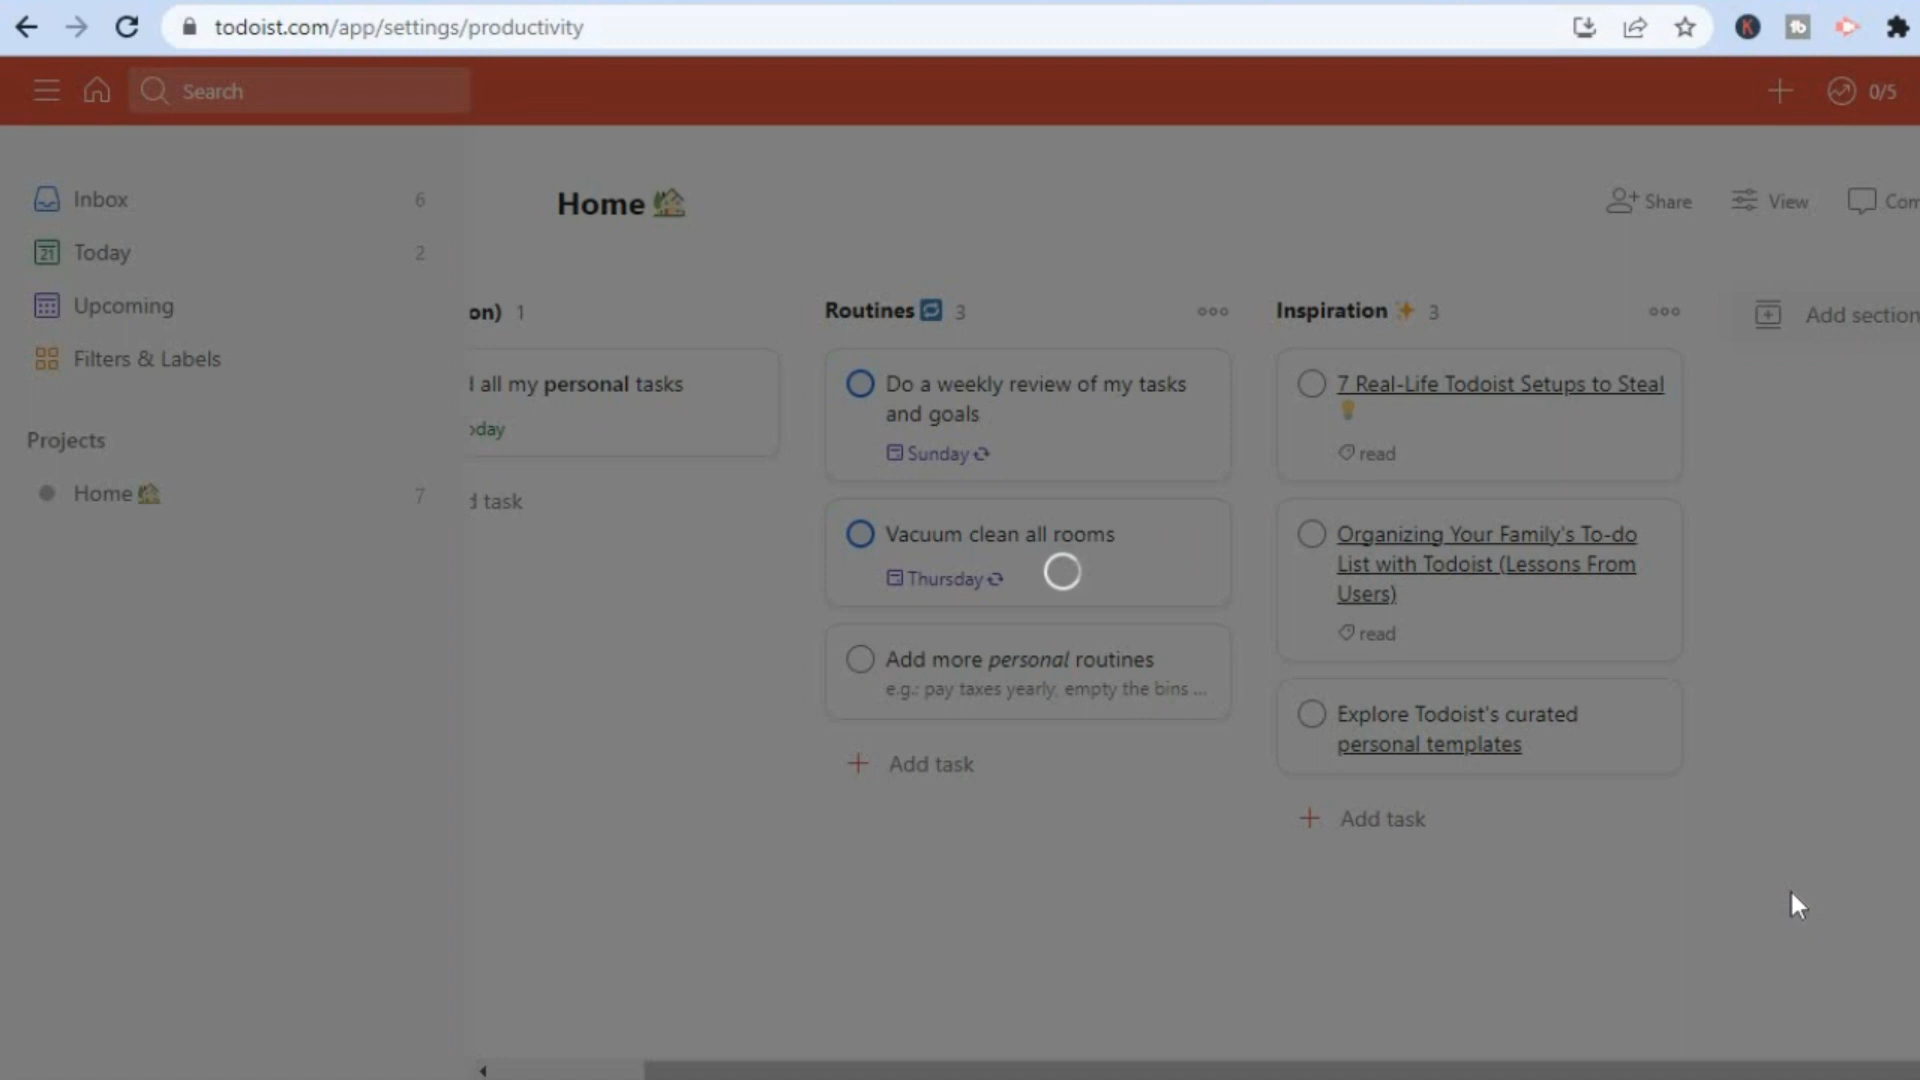 todoist.com/app/settings/productivity
Search
0/5
Inbox 6
Today 2
Upcoming
Filters & Labels
Projects
Home 7
Home
Share
View
Com
on) 1
l all my personal tasks
oday
d task
Routines 3
Do a weekly review of my tasks
and goals
Sunday
Vacuum clean all rooms
Thursday
Add more personal routines
e.g.: pay taxes yearly, empty the bins ...
Add task
Inspiration 3
7 Real-Life Todoist Setups to Steal
read
Organizing Your Family's To-do
List with Todoist (Lessons From
Users)
read
Explore Todoist's curated
personal templates
Add task
Add section